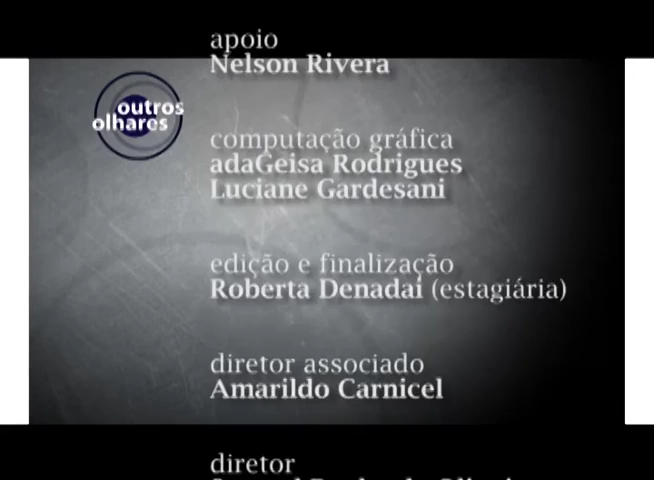 apoio
Nelson Rivera
outros
olhares
computação gráfica
adaGeisa Rodrigues
Luciane Gardesani
edição e finalização
Roberta Denadai (estagiária)
diretor associado
Amarildo Carnicel
diretor